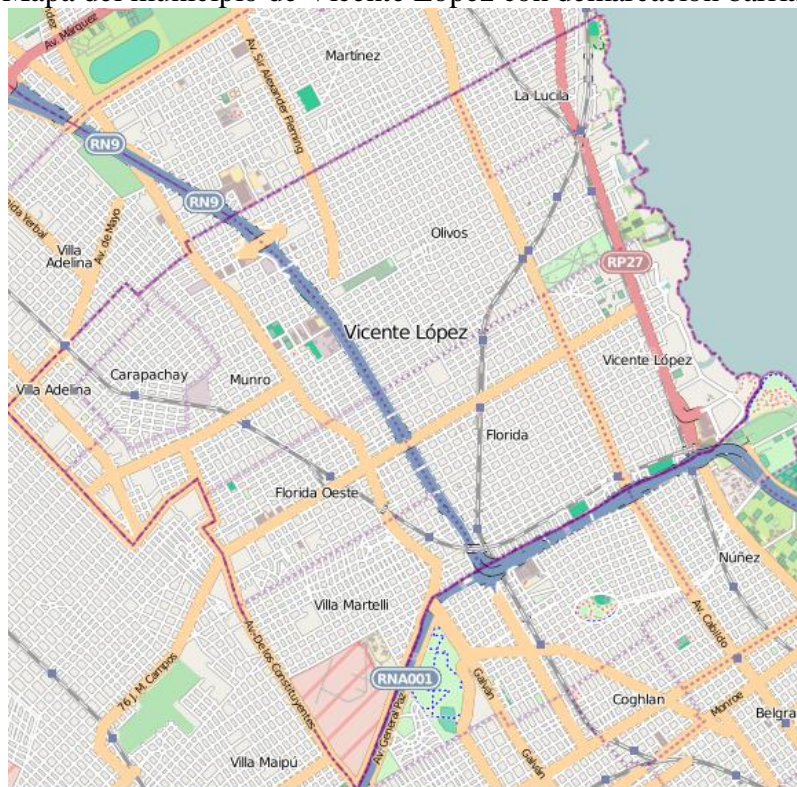 Mapa del municipio de Vicente López con demarcación barria
Av. Márquez
Martínez
Av. Sir Alexander Fleming
La Lucila
RN9
RN9
Av. de Mayo
Villa
Adelina
Olivos
RP27
Vicente López
Vicente López
Carapachay
Munro
Villa Adelina
Florida
Florida Oeste
Núñez
Villa Martelli
Av. Cabildo
Av. De los Constituyentes
RNA001
76 J. M. Campos
Galván
Coghlan
Monroe
Belgra
Av. General Paz
Villa Maipú
Galván